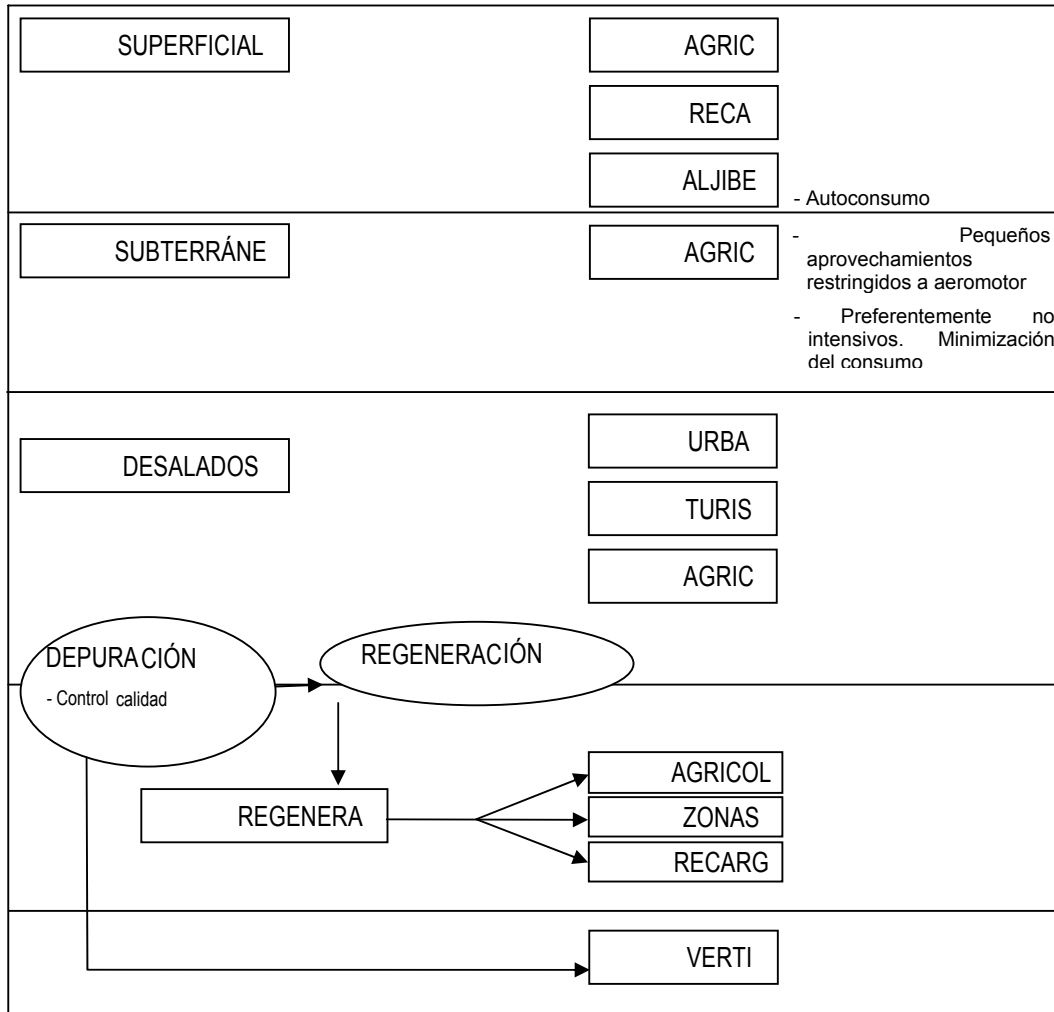 SUPERFICIAL
AGRIC
RECA
ALJIBE
- Autoconsumo
SUBTERRÁNE
AGRIC
- Pequeños
aprovechamientos
restringidos a aeromotor
- Preferentemente no
intensivos. Minimización
del consumo
DESALADOS
URBA
TURIS
AGRIC
DEPURACIÓN
- Control calidad
REGENERACIÓN
REGENERA
AGRICOL
ZONAS
RECARG
VERTI